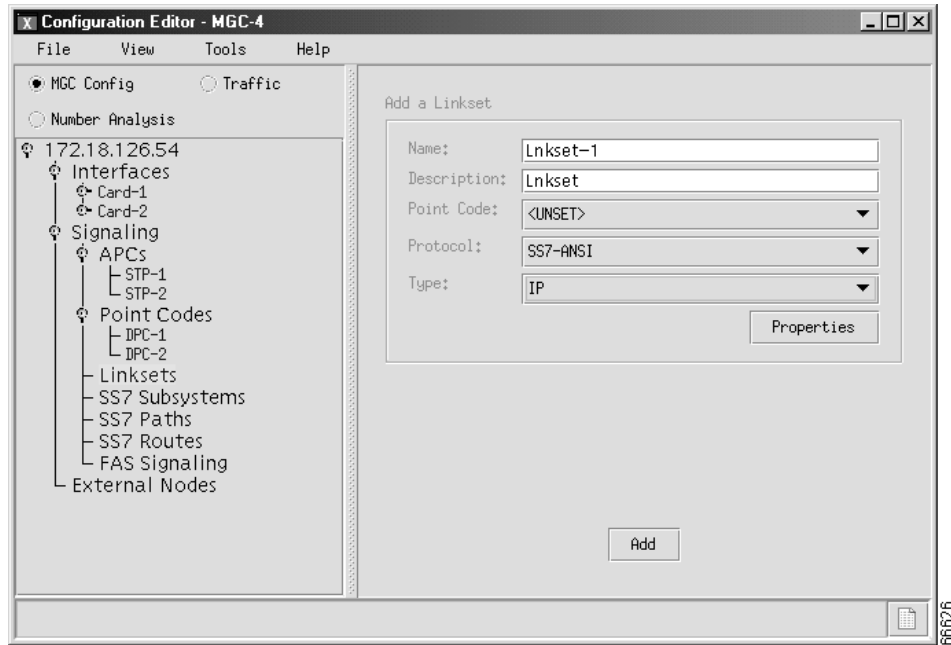 X Configuration Editor - MGC-4
File View Tools Help
MGC Config Traffic
Number Analysis
172.18.126.54
Interfaces
Card-1
Card-2
Signaling
APCs
STP-1
STP-2
Point Codes
DPC-1
DPC-2
Linksets
SS7 Subsystems
SS7 Paths
SS7 Routes
FAS Signaling
External Nodes
Add a Linkset
Name: Lnkset-1
Description: Lnkset
Point Code: <UNSET>
Protocol: SS7-ANSI
Type: IP
Properties
Add
66626